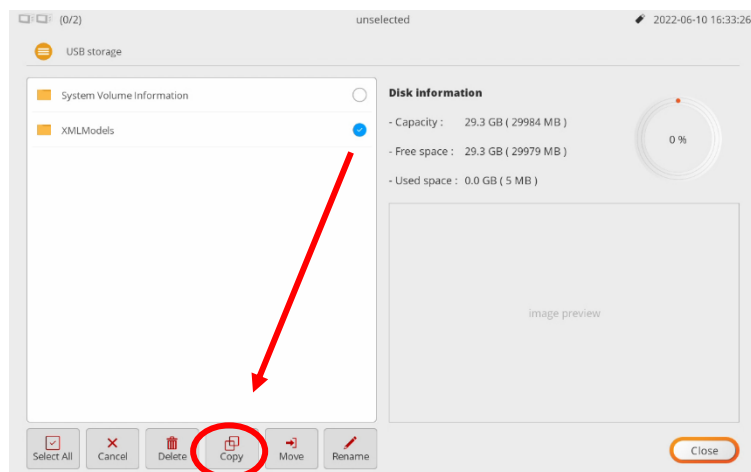 (0/2) unselected 2022-06-10 16:33:26
USB storage
System Volume Information
XMLModels
Disk information
- Capacity : 29.3 GB ( 29984 MB )
- Free space : 29.3 GB ( 29979 MB )
- Used space : 0.0 GB ( 5 MB )
0 %
image preview
Select All Cancel Delete Copy Move Rename
Close